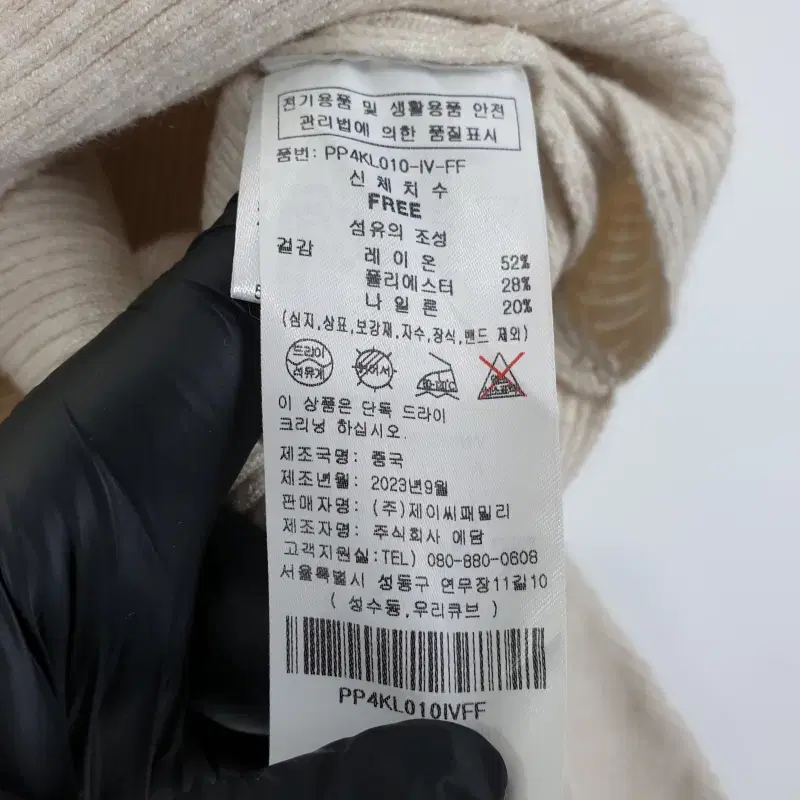 전기용품 및 생활용품 안전
관리법에 의한 품질표시
품번: PP4KL010-IV-FF
신 체 치 수
FREE
섬유의 조성
겉감 레 이 온 52%
폴리에스터 28%
나 일 론 20%
(심지,상표,보강재,자수,장식,밴드 제외)
드라이
석유계
80-120℃
이 상품은 단독 드라이
크리닝 하십시오.
제조국명: 중국
제조년월: 2023년9월
판매자명: (주)제이씨패밀리
제조자명: 주식회사 에담
고객지원실:TEL) 080-880-0608
서울특별시 성동구 연무장11길10
( 성수동,우리큐브 )
PP4KL010IVFF